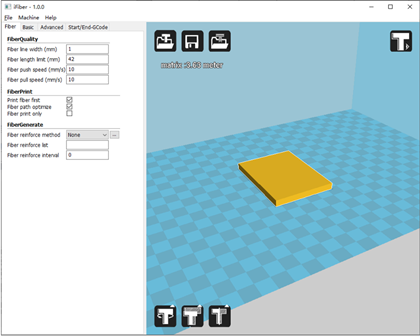 iFiber - 1.0.0
File Machine Help
Fiber Basic Advanced Start/End-GCode
FiberQuality
Fiber line width (mm) 1
Fiber length limit (mm) 42
Fiber push speed (mm/s) 10
Fiber pull speed (mm/s) 10
FiberPrint
Print fiber first
Fiber path optimize
Fiber print only
FiberGenerate
Fiber reinforce method None ...
Fiber reinforce list
Fiber reinforce interval 0
matrix :3.83 meter